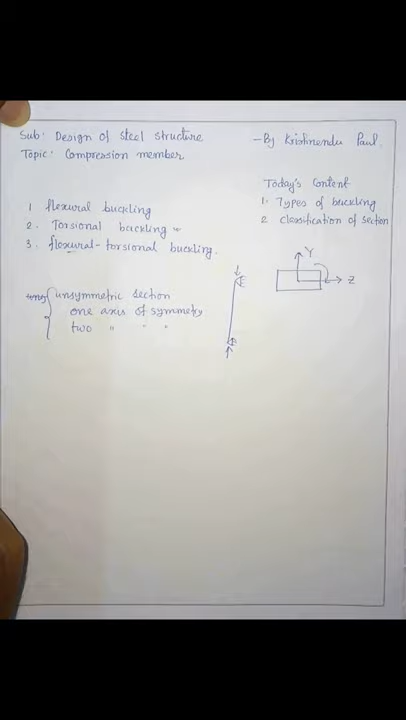 Sub: Design of Steel structure
- By Krishnendu Paul.
Topic: Compression member
Today's Content
1. Types of buckling
2. Classification of section
1 flexural buckling
2. Torsional buckling
3. flexural-torsional buckling.
Y
Z
unsymmetric section
one axis of symmetry
two " " "